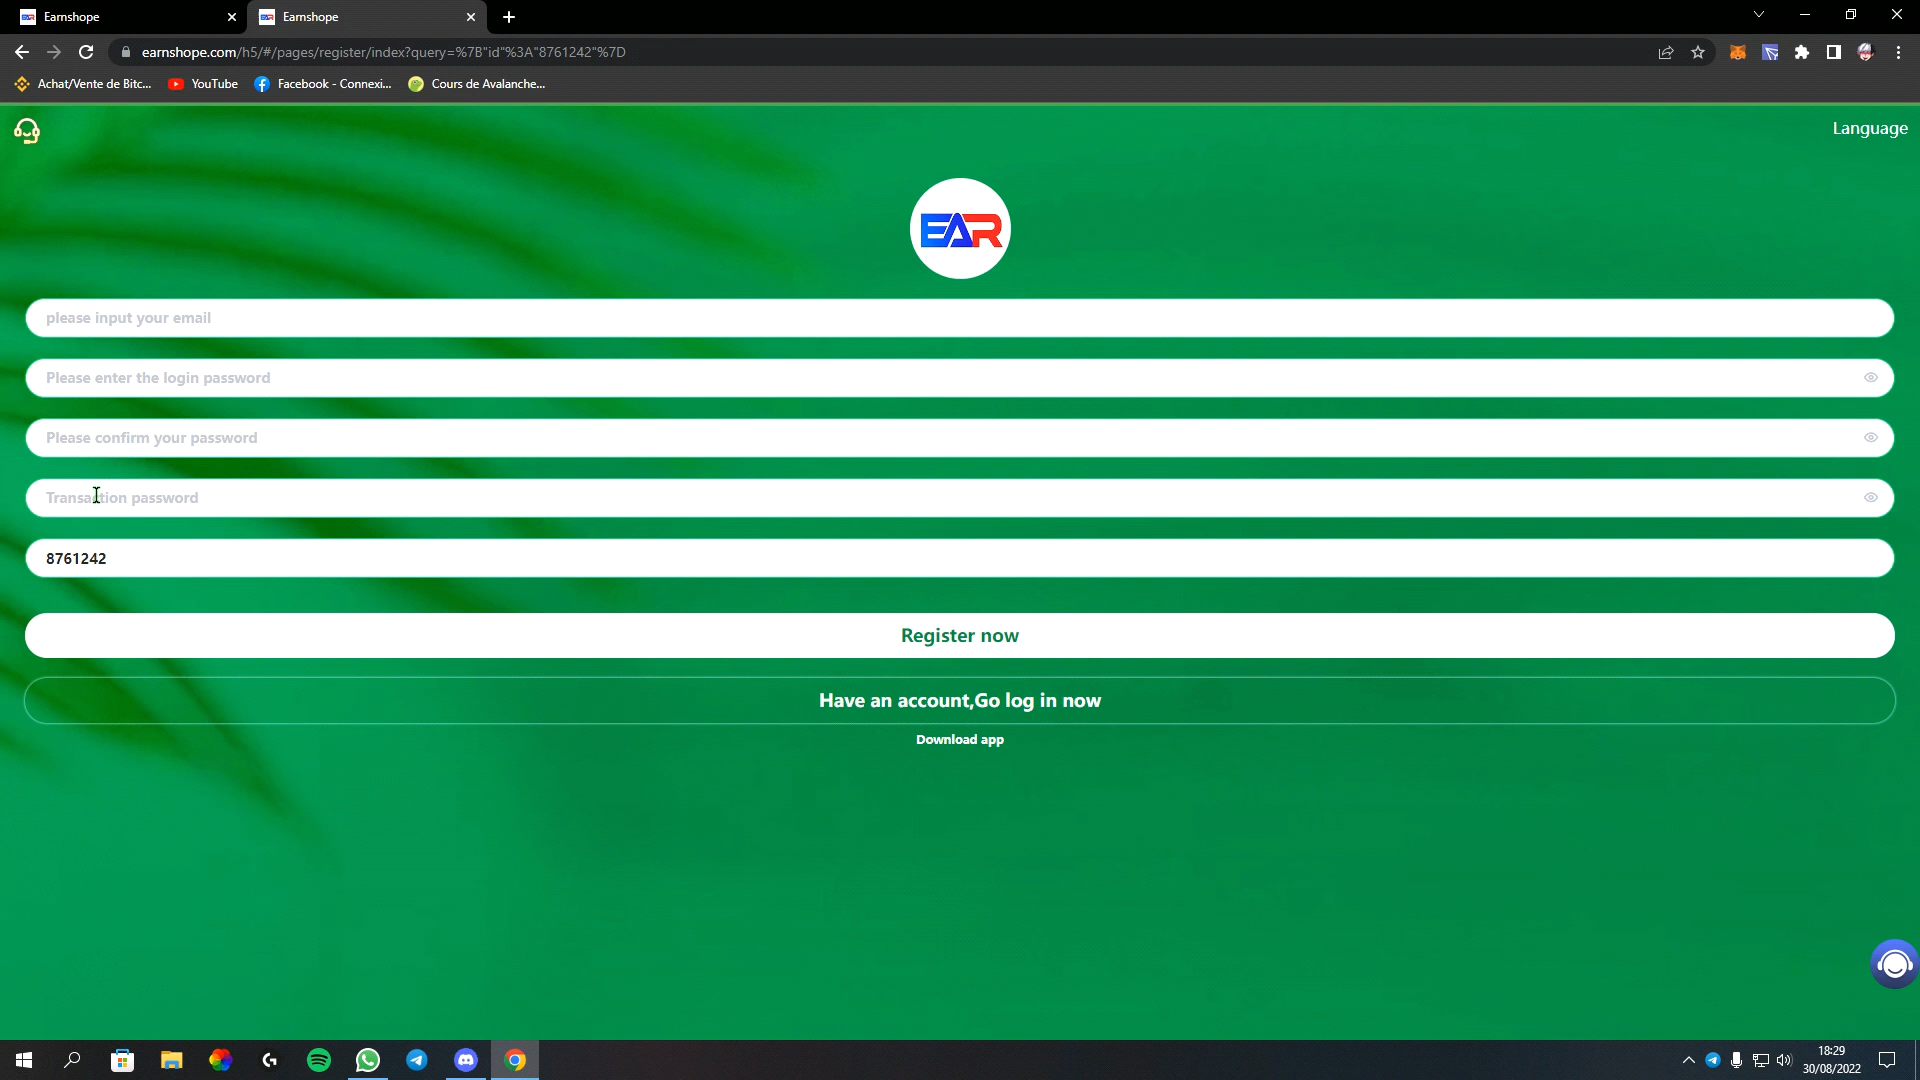 Earnshope
Earnshope
earnshope.com/h5/#/pages/register/index?query=%7B"id"%3A"8761242"%7D
Achat/Vente de Bitc...
YouTube
Facebook - Connexi...
Cours de Avalanche...
Language
EAR
please input your email
Please enter the login password
Please confirm your password
Transaction password
8761242
Register now
Have an account,Go log in now
Download app
18:29
30/08/2022